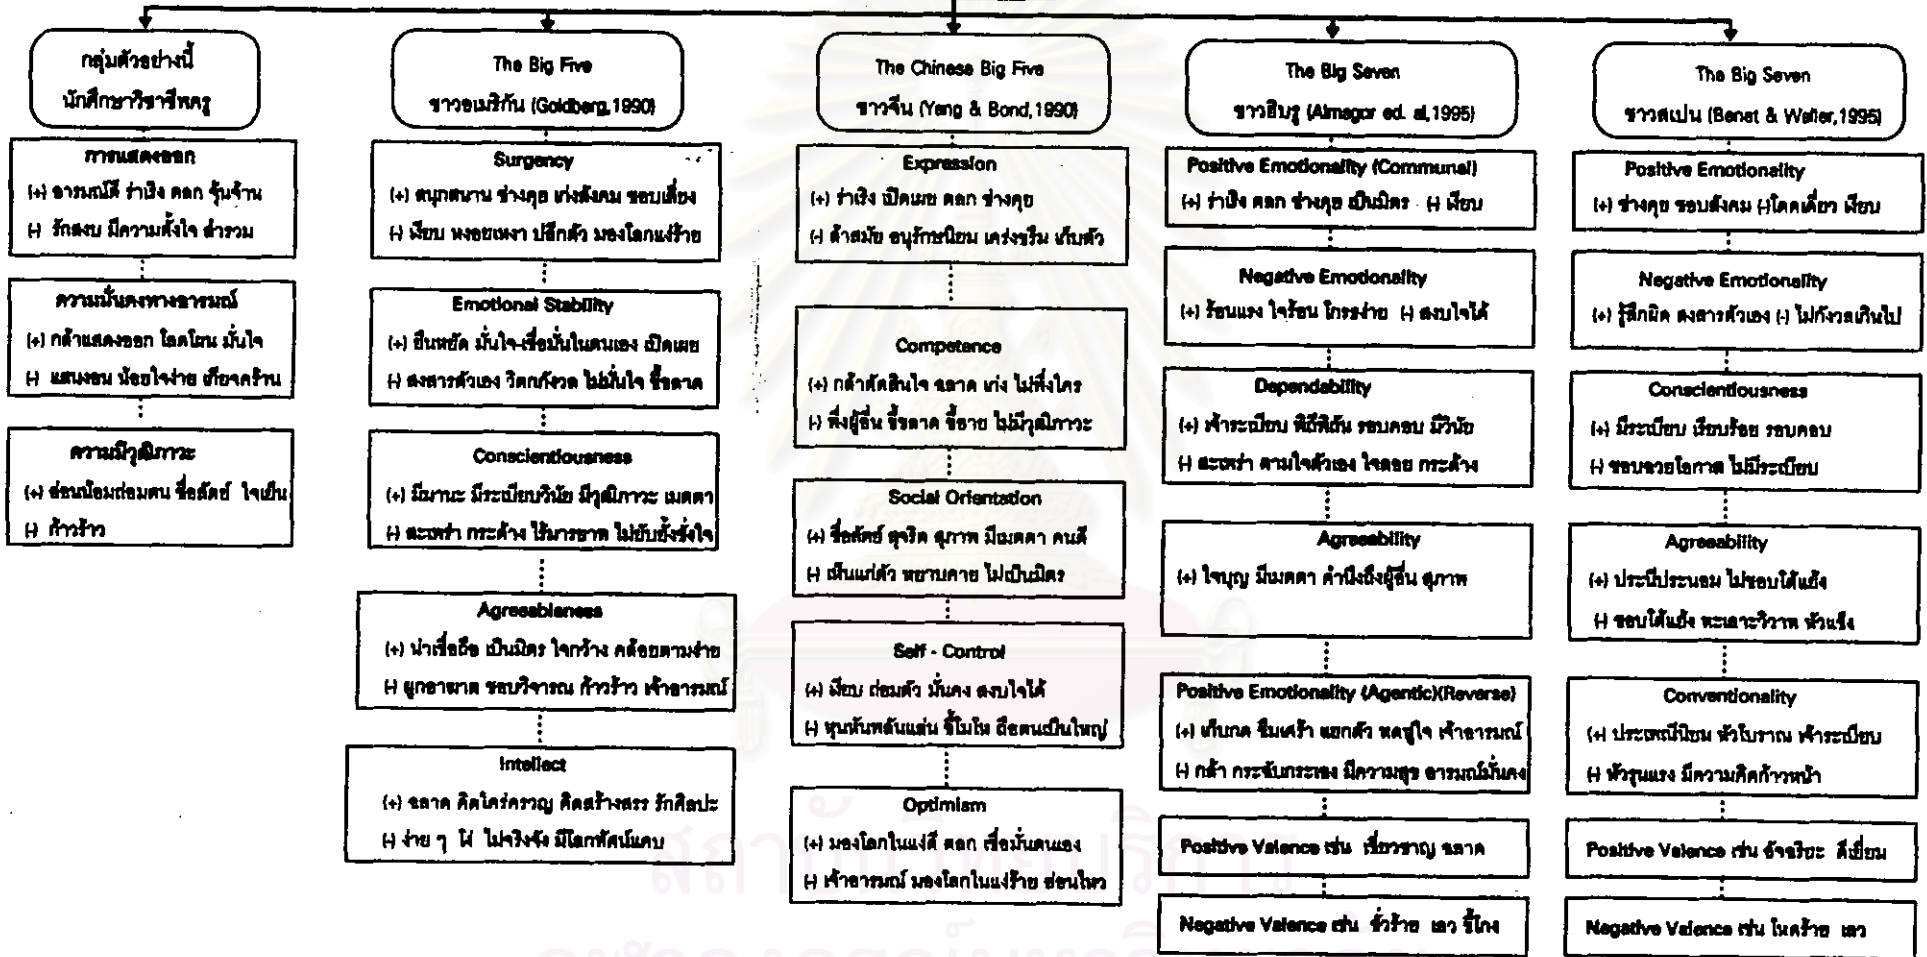 กลุ่มตัวอย่างนี้
นักศึกษาวิชาชีพครู
การแสดงออก
(+) อารมณ์ดี ร่าเริง ตลก จุ้นจ้าน
(-) รักสงบ มีความตั้งใจ สำรวม
ความมั่นคงทางอารมณ์
(+) กล้าแสดงออก โลดโผน มั่นใจ
(-) แสนงอน น้อยใจง่าย เกียจคร้าน
ความมีวุฒิภาวะ
(+) อ่อนน้อมถ่อมตน ซื่อสัตย์ ใจเย็น
(-) ก้าวร้าว
The Big Five
ชาวอเมริกัน (Goldberg,1990)
Surgency
(+) สนุกสนาน ช่างคุย เก่งสังคม ชอบเสี่ยง
(-) เงียบ หงอยเหงา ปลีกตัว มองโลกแง่ร้าย
Emotional Stability
(+) ยืนหยัด มั่นใจ-เชื่อมั่นในตนเอง เปิดเผย
(-) สงสารตัวเอง วิตกกังวล ไม่มั่นใจ ขี้ขลาด
Conscientiousness
(+) มีมานะ มีระเบียบวินัย มีวุฒิภาวะ เมตตา
(-) สะเพร่า กระด้าง ไร้มารยาท ไม่ยับยั้งชั่งใจ
Agreeableness
(+) น่าเชื่อถือ เป็นมิตร ใจกว้าง คล้อยตามง่าย
(-) ผูกอาฆาต ชอบวิจารณ์ ก้าวร้าว เจ้าอารมณ์
Intellect
(+) ฉลาด คิดใคร่ครวญ คิดสร้างสรร รักศิลปะ
(-) ง่าย ๆ โง่ ไม่จริงจัง มีโลกทัศน์แคบ
The Chinese Big Five
ชาวจีน (Yang & Bond,1990)
Expression
(+) ร่าเริง เปิดเผย ตลก ช่างคุย
(-) ล้าสมัย อนุรักษนิยม เคร่งขรึม เก็บตัว
Competence
(+) กล้าตัดสินใจ ฉลาด เก่ง ไม่พึ่งใคร
(-) พึ่งผู้อื่น ขี้ขลาด ขี้อาย ไม่มีวุฒิภาวะ
Social Orientation
(+) ซื่อสัตย์ สุจริต สุภาพ มีเมตตา คนดี
(-) เห็นแก่ตัว หยาบคาย ไม่เป็นมิตร
Self - Control
(+) เงียบ ถ่อมตัว มั่นคง สงบใจได้
(-) หุนหันพลันแล่น ขี้โมโห ถือตนเป็นใหญ่
Optimism
(+) มองโลกในแง่ดี ตลก เชื่อมั่นตนเอง
(-) เจ้าอารมณ์ มองโลกในแง่ร้าย อ่อนไหว
The Big Seven
ชาวฮิบรู (Almagor ed. al,1995)
Positive Emotionality (Communal)
(+) ร่าเริง ตลก ช่างคุย เป็นมิตร (-) เงียบ
Negative Emotionality
(+) ร้อนแรง ใจร้อน โกรธง่าย (-) สงบใจได้
Dependability
(+) เจ้าระเบียบ พิถีพิถัน รอบคอบ มีวินัย
(-) สะเพร่า ตามใจตัวเอง ใจลอย กระด้าง
Agreeability
(+) ใจบุญ มีเมตตา คำนึงถึงผู้อื่น สุภาพ
Positive Emotionality (Agentic)(Reverse)
(+) เก็บกด ซึมเศร้า แยกตัว หดหู่ใจ เจ้าอารมณ์
(-) กล้า กระฉับกระเฉง มีความสุข อารมณ์มั่นคง
Positive Valence เช่น เชี่ยวชาญ ฉลาด
Negative Valence เช่น ชั่วร้าย เลว ขี้โกง
The Big Seven
ชาวสเปน (Benet & Waller,1995)
Positive Emotionality
(+) ช่างคุย ชอบสังคม (-)โดดเดี่ยว เงียบ
Negative Emotionality
(+) รู้สึกผิด สงสารตัวเอง (-) ไม่กังวลเกินไป
Conscientiousness
(+) มีระเบียบ เรียบร้อย รอบคอบ
(-) ชอบฉวยโอกาส ไม่มีระเบียบ
Agreeability
(+) ประนีประนอม ไม่ชอบโต้แย้ง
(-) ชอบโต้แย้ง ทะเลาะวิวาท หัวแข็ง
Conventionality
(+) ประเพณีนิยม หัวโบราณ เจ้าระเบียบ
(-) หัวรุนแรง มีความคิดก้าวหน้า
Positive Valence เช่น อัจฉริยะ ดีเยี่ยม
Negative Valence เช่น โหดร้าย เลว
สถาบันวิทยบริการ
จุฬาลงกรณ์มหาวิทยาลัย